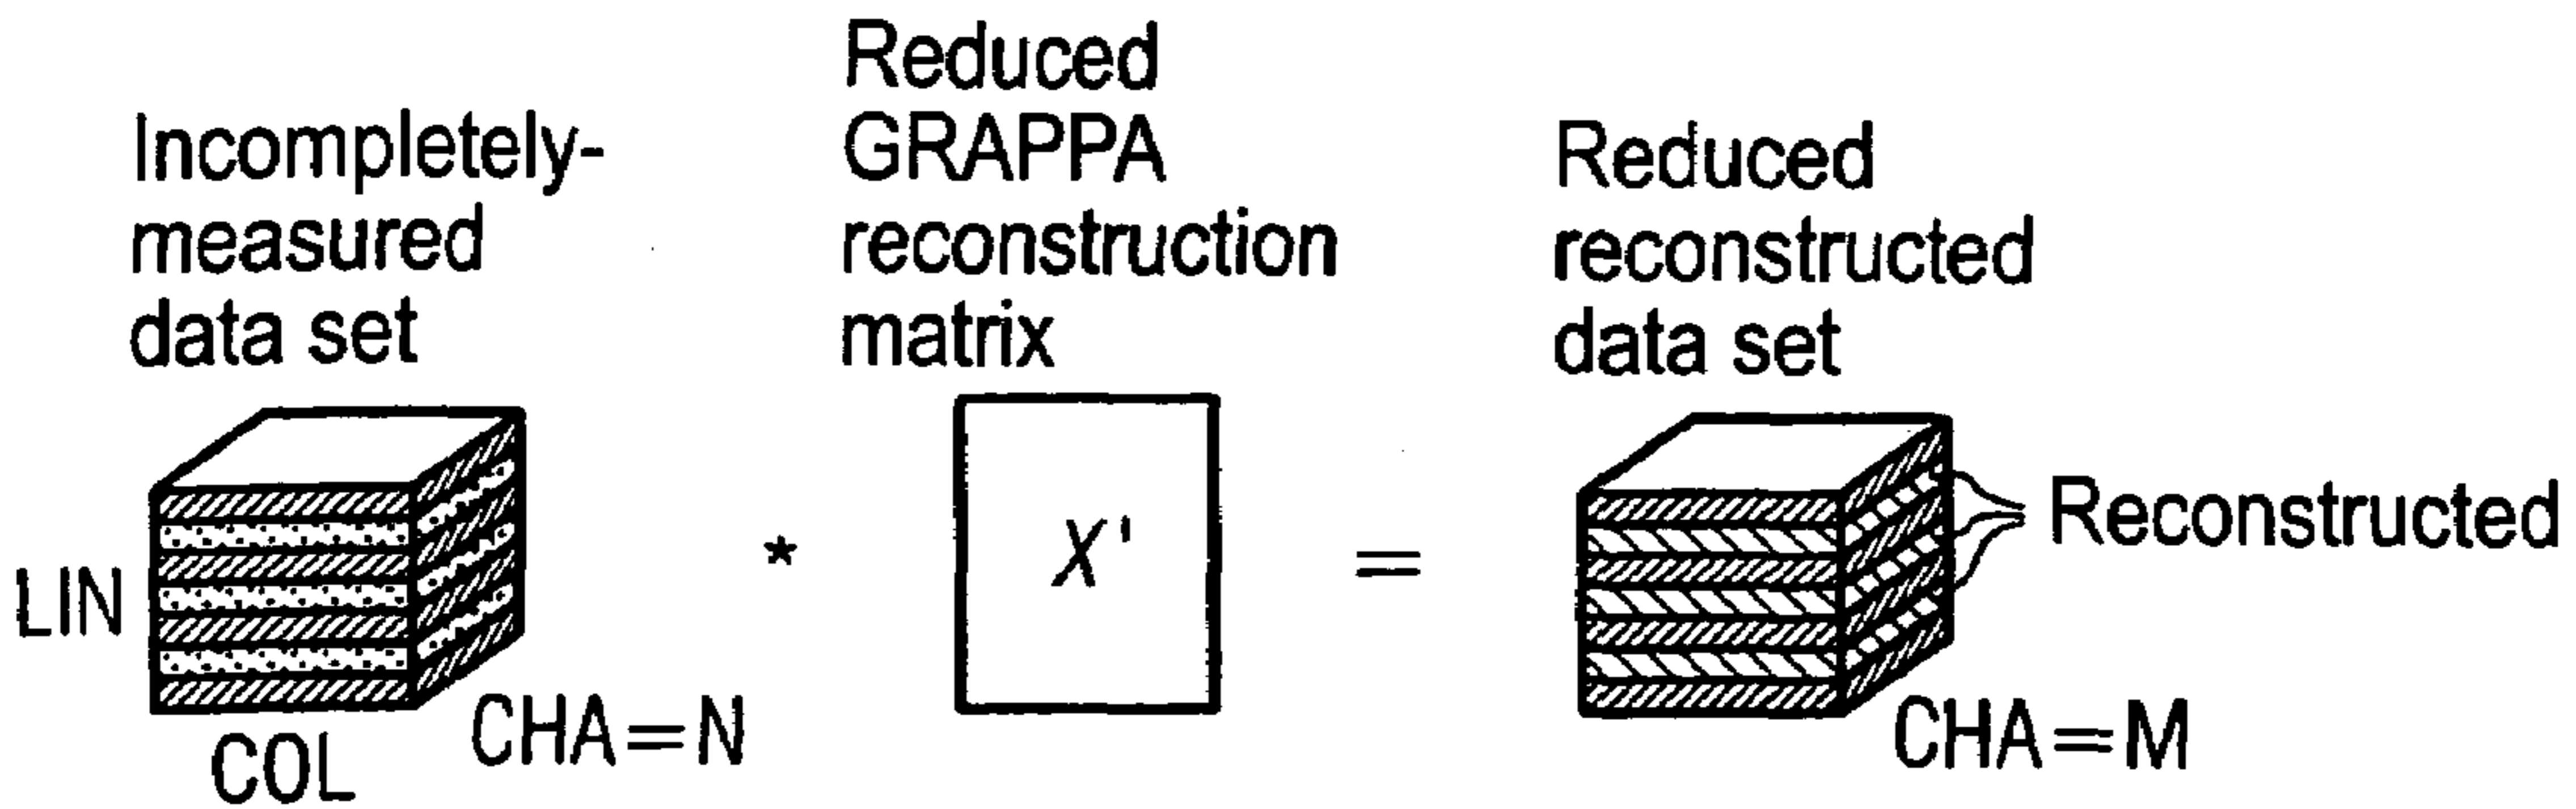 Incompletely-
measured
data set
Reduced
GRAPPA
reconstruction
matrix
Reduced
reconstructed
data set
LIN
COL
CHA=N
*
X'
=
Reconstructed
CHA=M